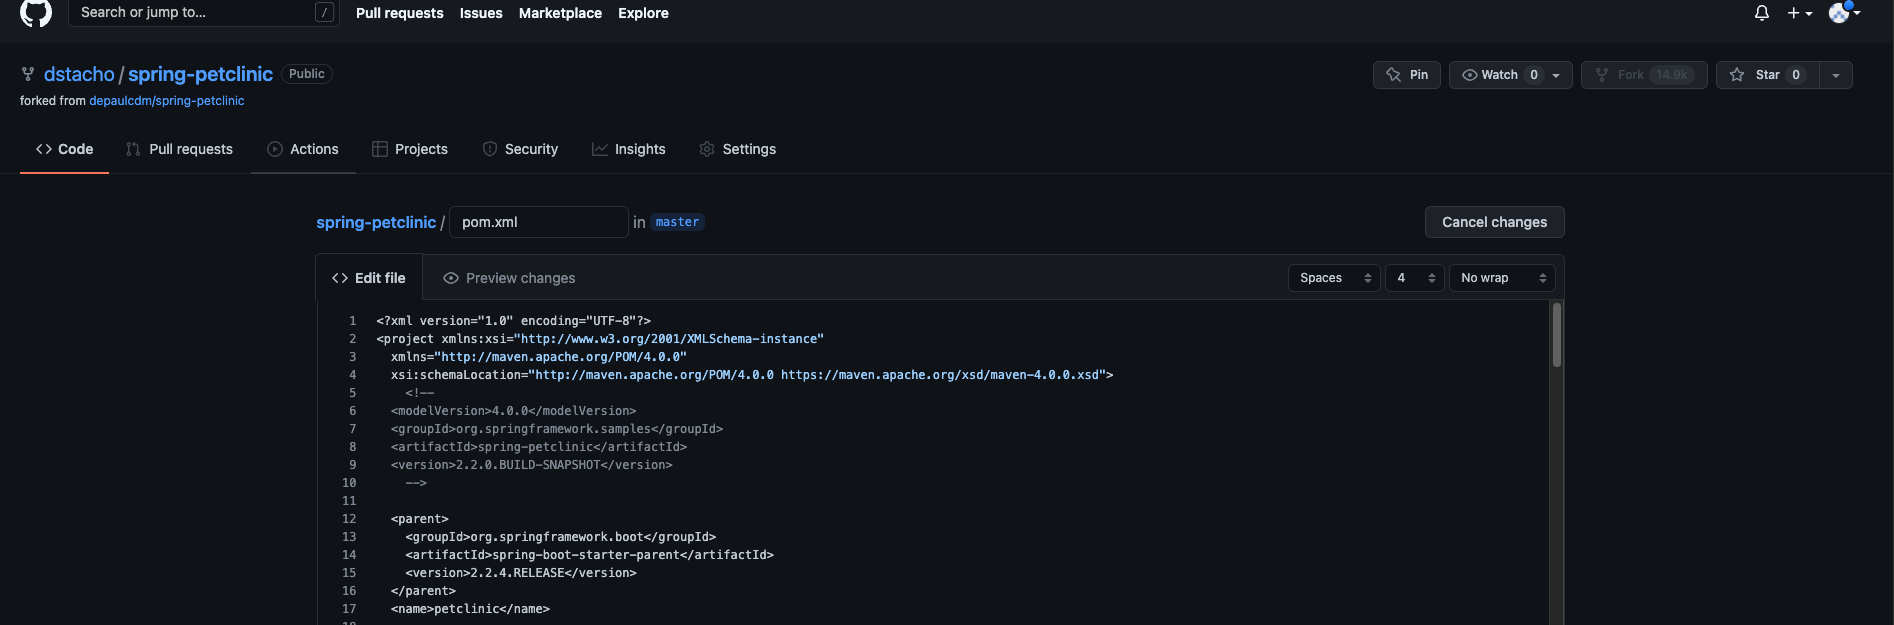 Search or jump to... /
Pull requests Issues Marketplace Explore
dstacho / spring-petclinic Public
Pin Watch 0 Fork 14.9k Star 0
forked from depaulcdm/spring-petclinic
Code Pull requests Actions Projects Security Insights Settings
spring-petclinic / pom.xml in master Cancel changes
<> Edit file Preview changes Spaces 4 No wrap
1 <?xml version="1.0" encoding="UTF-8"?>
2 <project xmlns:xsi="http://www.w3.org/2001/XMLSchema-instance"
3 xmlns="http://maven.apache.org/POM/4.0.0"
4 xsi:schemaLocation="http://maven.apache.org/POM/4.0.0 https://maven.apache.org/xsd/maven-4.0.0.xsd">
5 <!--
6 <modelVersion>4.0.0</modelVersion>
7 <groupId>org.springframework.samples</groupId>
8 <artifactId>spring-petclinic</artifactId>
9 <version>2.2.0.BUILD-SNAPSHOT</version>
10 -->
11
12 <parent>
13 <groupId>org.springframework.boot</groupId>
14 <artifactId>spring-boot-starter-parent</artifactId>
15 <version>2.2.4.RELEASE</version>
16 </parent>
17 <name>petclinic</name>